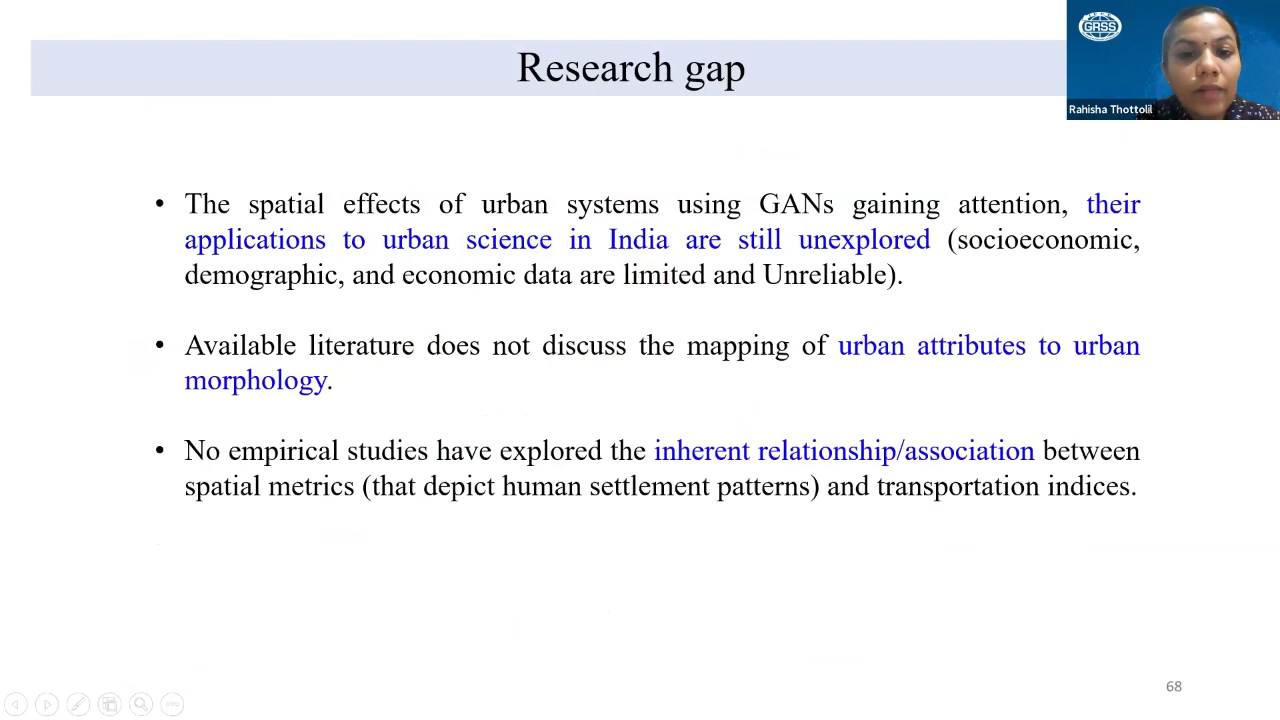 Research gap
GRSS
Rahisha Thottolil
• The spatial effects of urban systems using GANs gaining attention, their
applications to urban science in India are still unexplored (socioeconomic,
demographic, and economic data are limited and Unreliable).
• Available literature does not discuss the mapping of urban attributes to urban
morphology.
• No empirical studies have explored the inherent relationship/association between
spatial metrics (that depict human settlement patterns) and transportation indices.
68